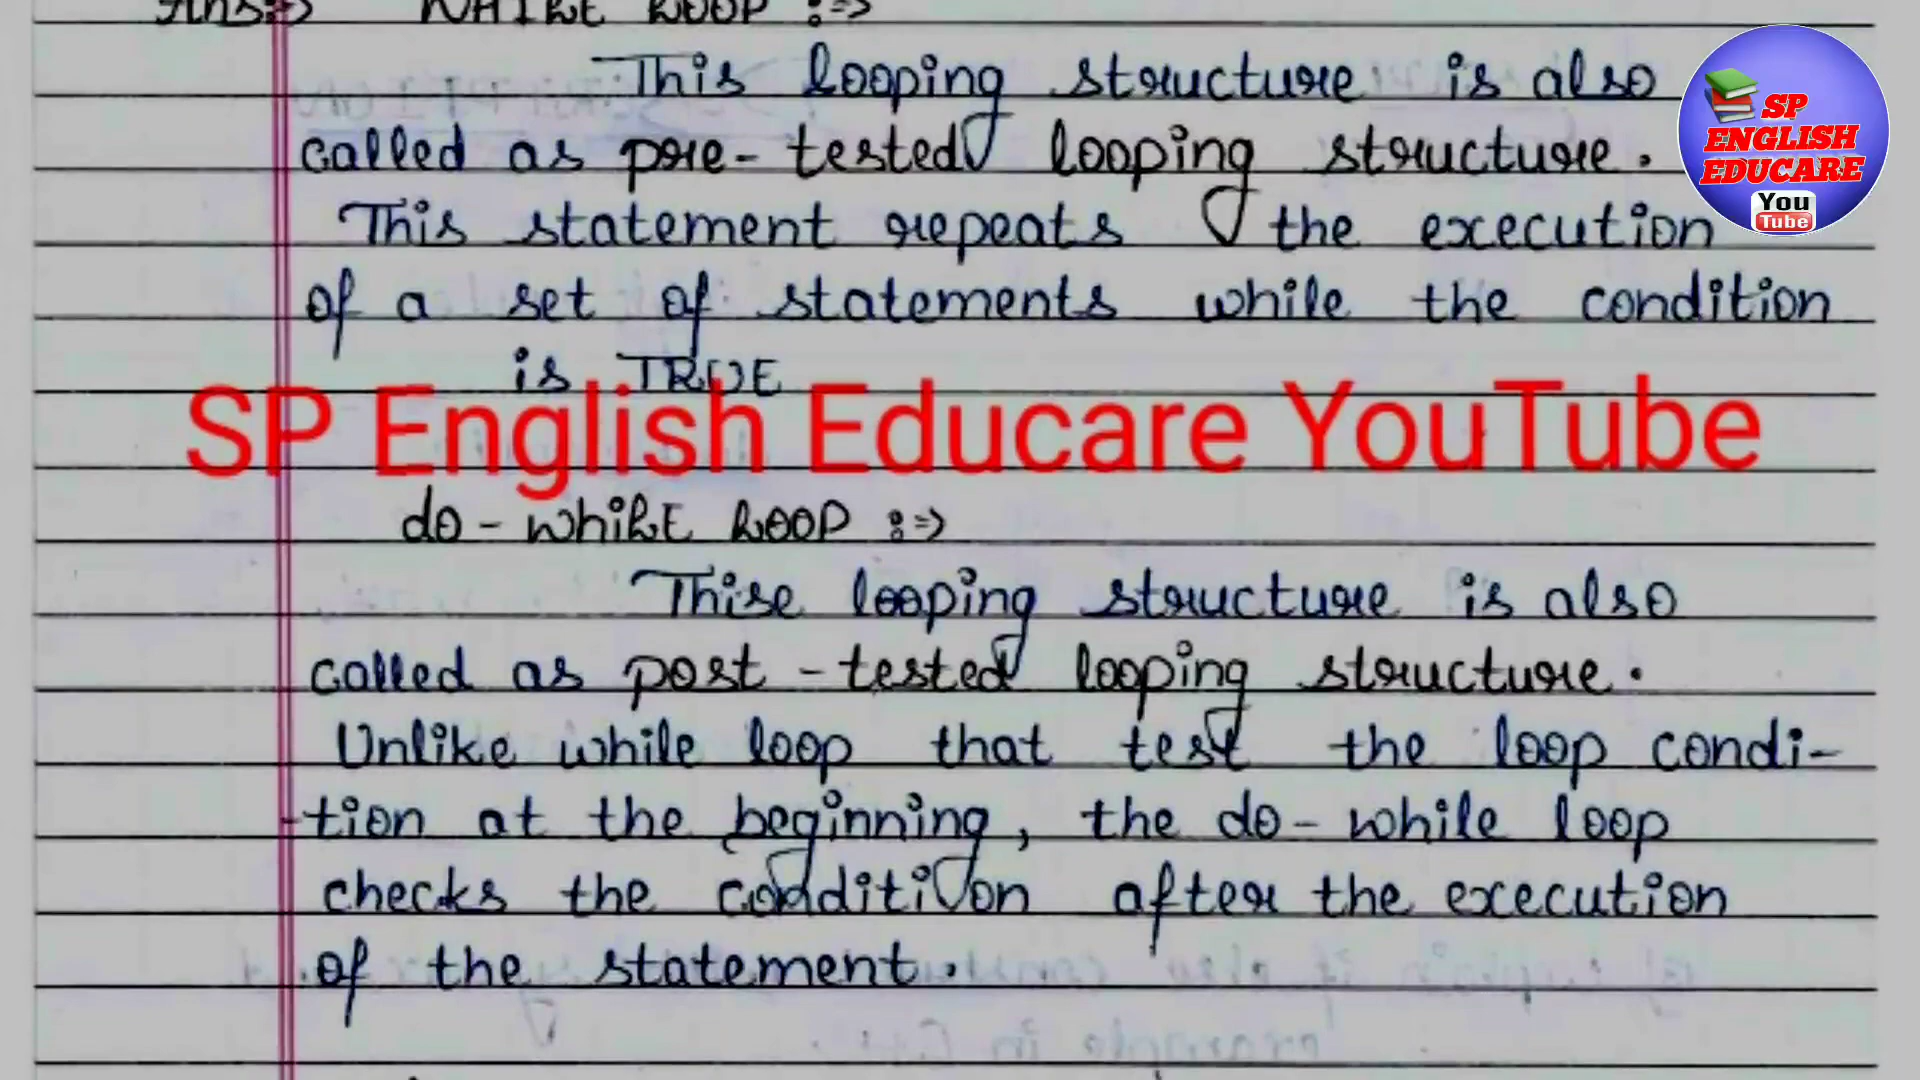 Ans:-> WHILE LOOP :=>
This looping structure is also
called as pre-tested looping structure.
This statement repeats the execution
of a set of statements while the condition
is TRUE
SP English Educare YouTube
do-WhiLE LOOP :=>
Thise looping structure is also
called as post-tested looping structure.
Unlike while loop that test the loop condi-
-tion at the beginning, the do-while loop
checks the condition after the execution
of the statement.
SP
ENGLISH
EDUCARE
You
Tube